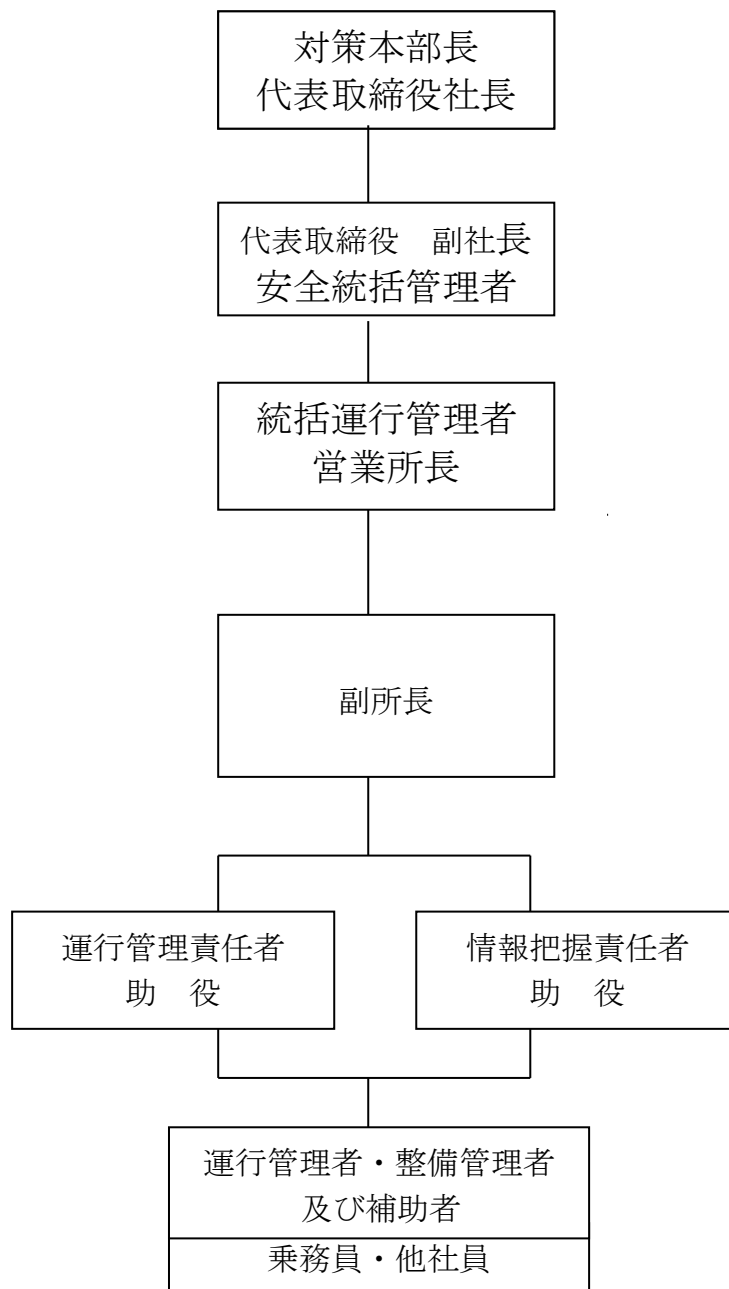 対策本部長
代表取締役社長
代表取締役　副社長
安全統括管理者
統括運行管理者
営業所長
副所長
運行管理責任者
助　役
情報把握責任者
助　役
運行管理者・整備管理者
及び補助者
乗務員・他社員